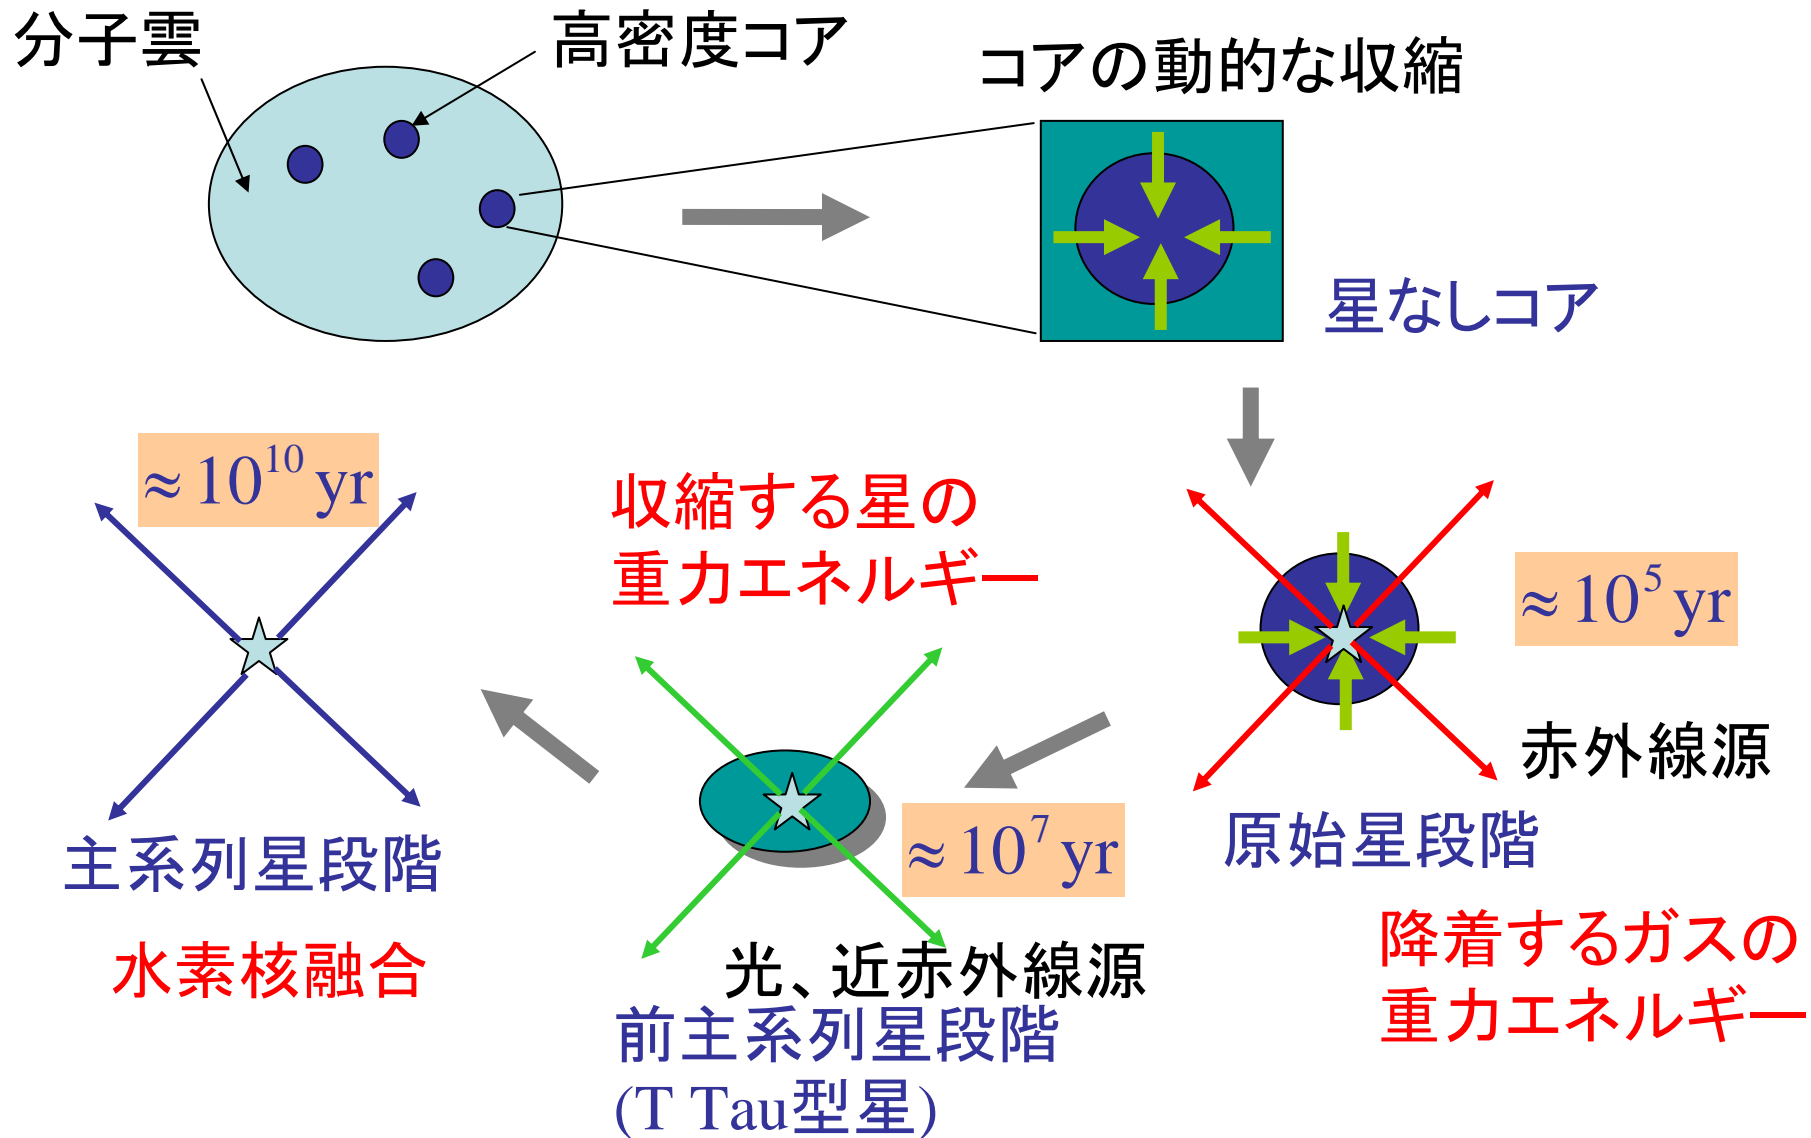 分子雲
高密度コア
コアの動的な収縮
星なしコア
≈ 10^5 yr
赤外線源
原始星段階
降着するガスの
重力エネルギー
収縮する星の
重力エネルギー
≈ 10^7 yr
光、近赤外線源
前主系列星段階
(T Tau型星)
≈ 10^10 yr
主系列星段階
水素核融合